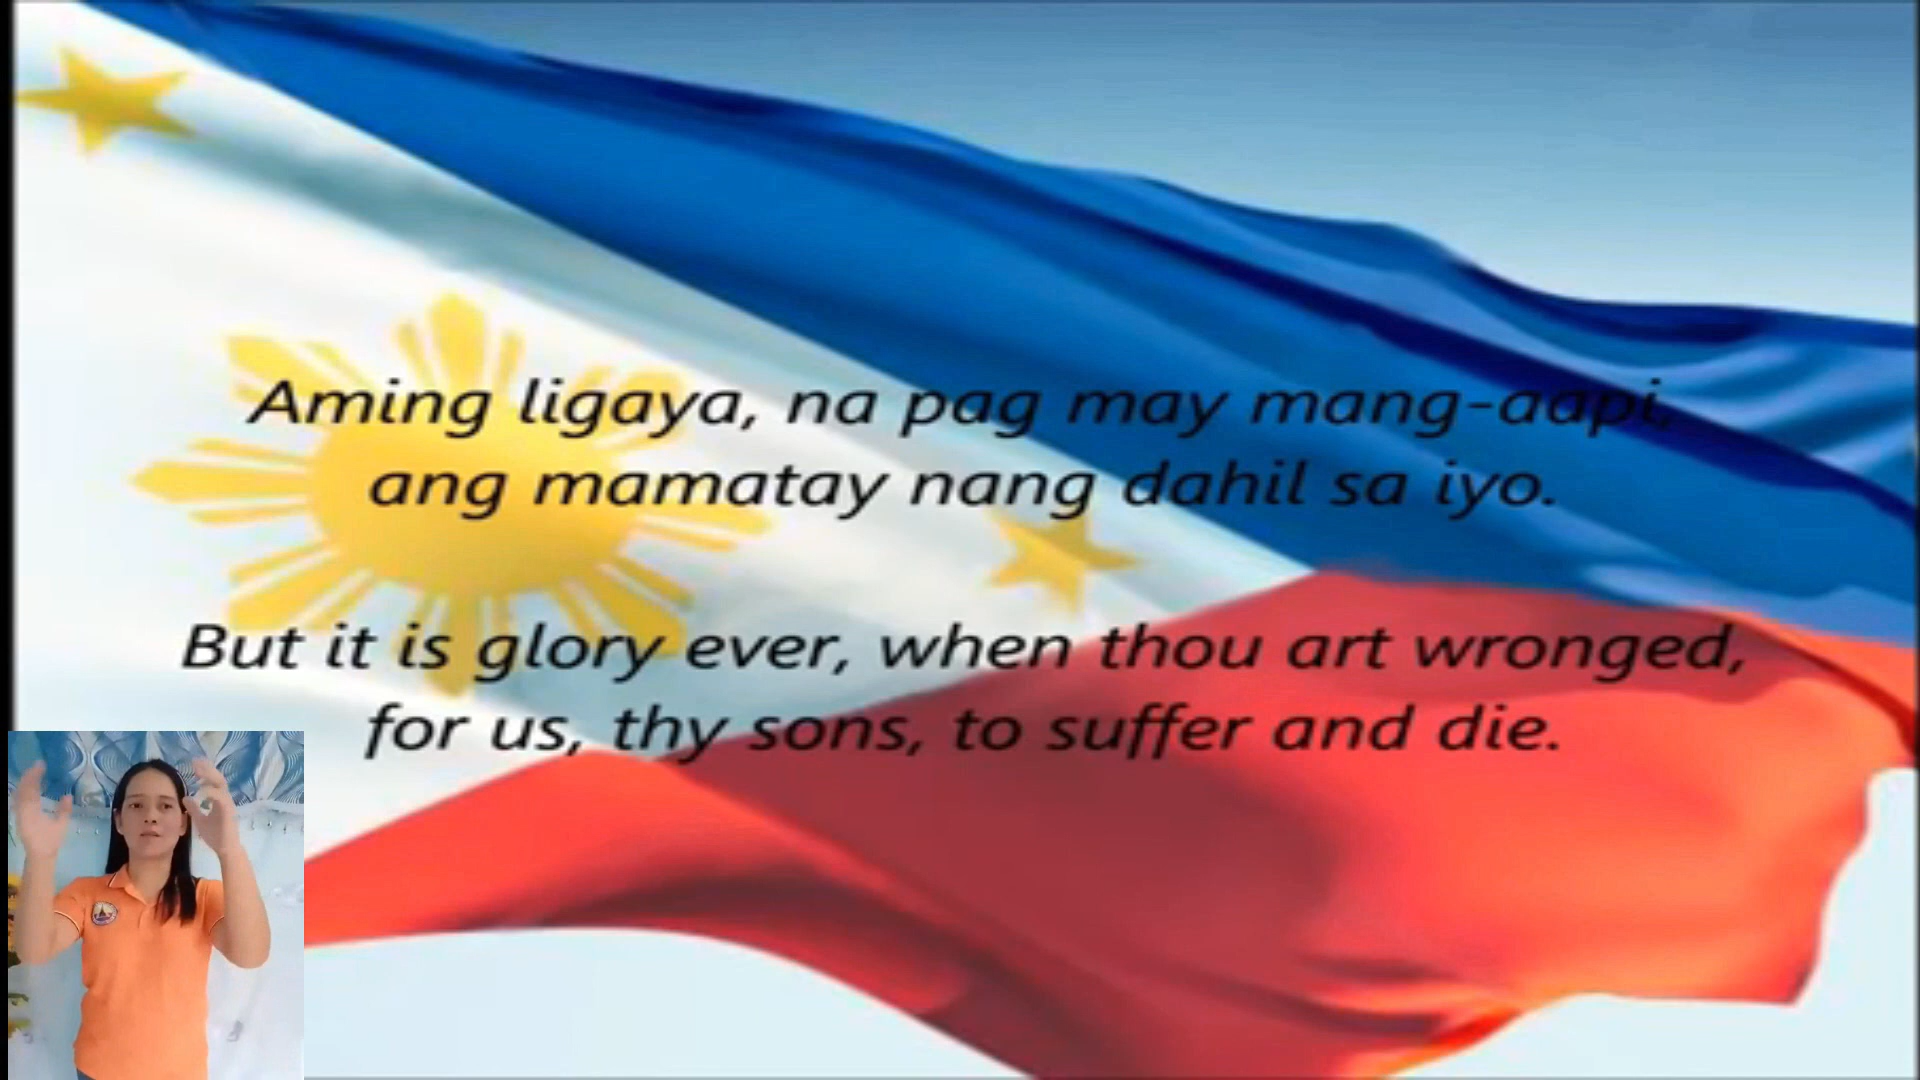 Aming ligaya, na pag may mang-aapi,
ang mamatay nang dahil sa iyo.
But it is glory ever, when thou art wronged,
for us, thy sons, to suffer and die.